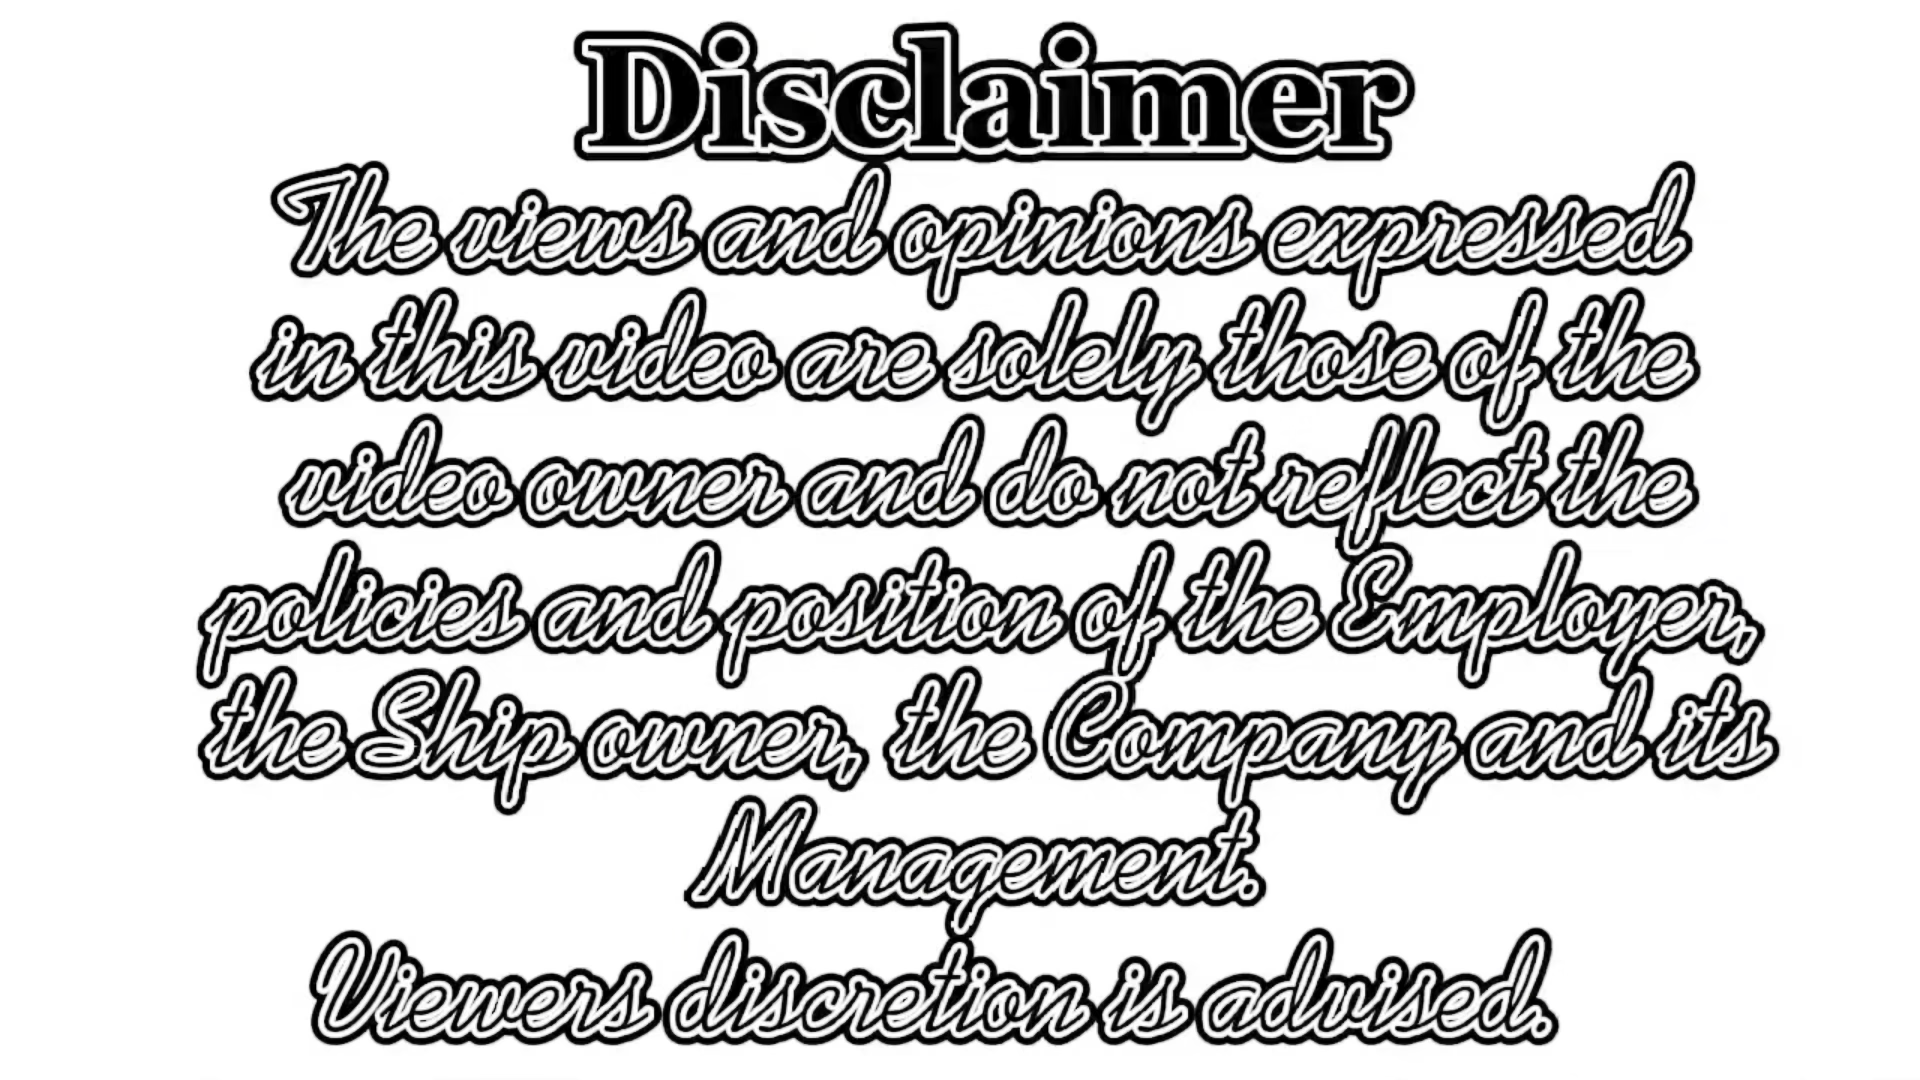 Disclaimer
The views and opinions expressed
in this video are solely those of the
video owner and do not reflect the
policies and position of the Employer,
the Ship owner, the Company and its
Management.
Viewers discretion is advised.